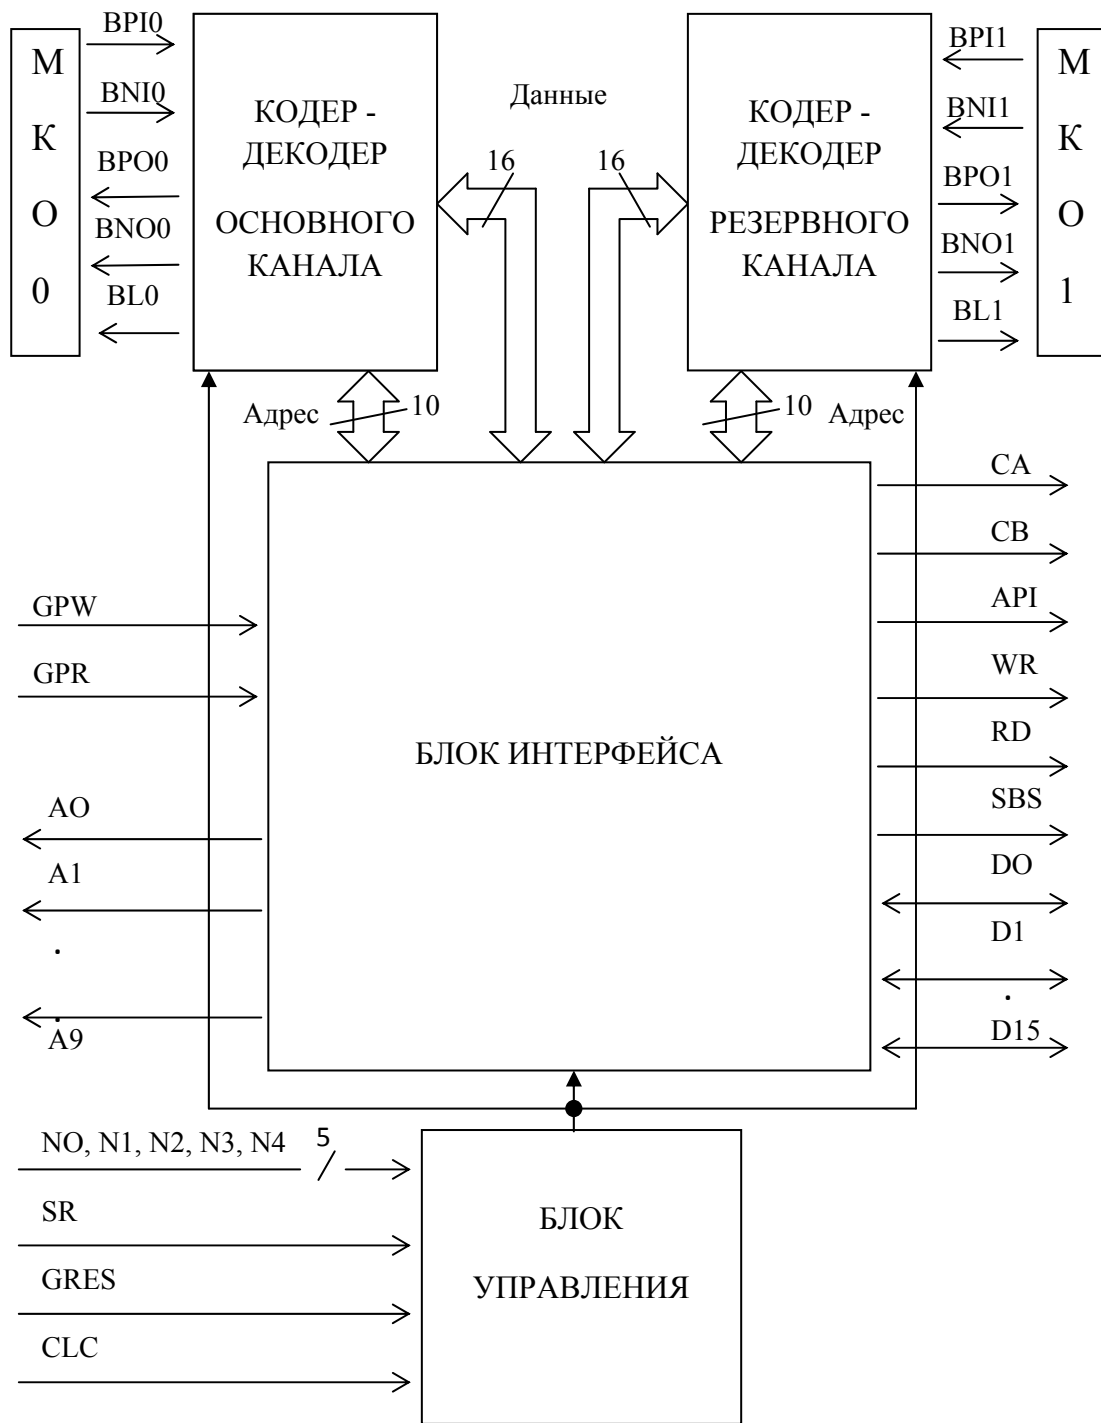 М
К
О
0
BPI0
BNI0
BPO0
BNO0
BL0
КОДЕР -
ДЕКОДЕР
ОСНОВНОГО
КАНАЛА
Данные
16
16
КОДЕР -
ДЕКОДЕР
РЕЗЕРВНОГО
КАНАЛА
BPI1
BNI1
BPO1
BNO1
BL1
М
К
О
1
Адрес
10
10
Адрес
GPW
GPR
AO
A1
.
.
A9
БЛОК ИНТЕРФЕЙСА
CA
CB
API
WR
RD
SBS
DO
D1
.
D15
NO, N1, N2, N3, N4
5
SR
GRES
CLC
БЛОК
УПРАВЛЕНИЯ